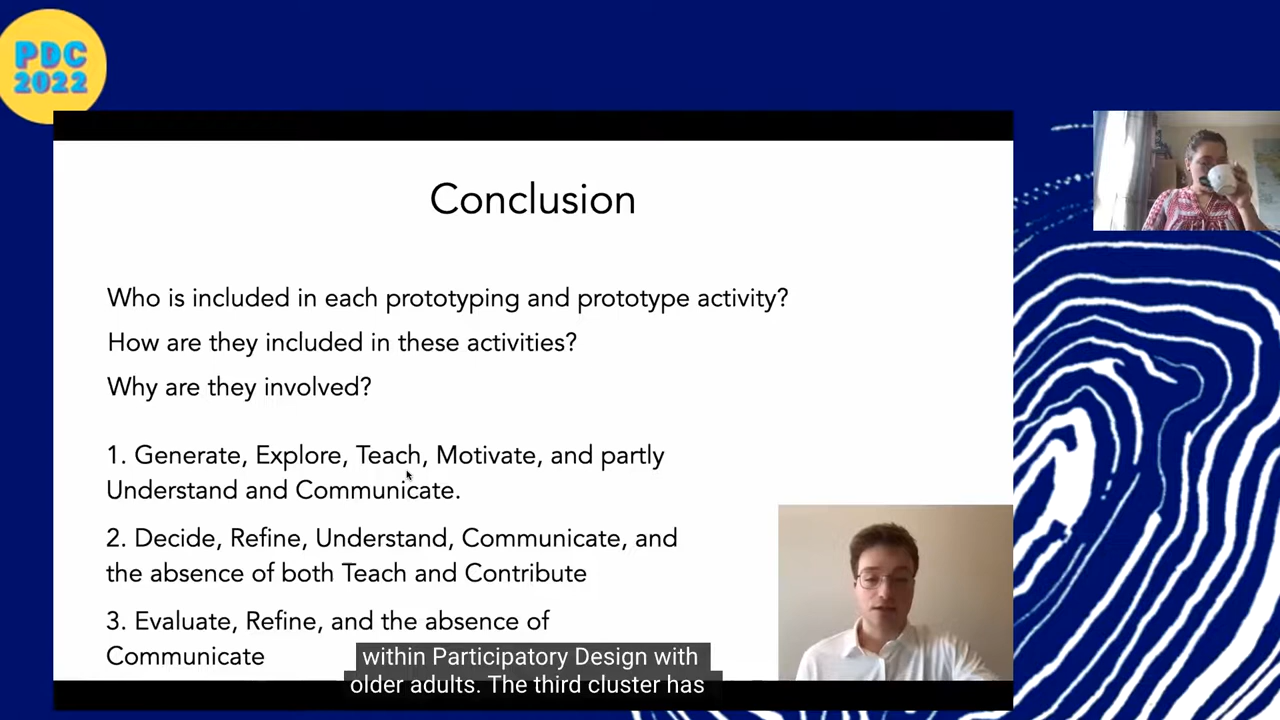 PDC
2022
Conclusion
Who is included in each prototyping and prototype activity?
How are they included in these activities?
Why are they involved?
1. Generate, Explore, Teach, Motivate, and partly
Understand and Communicate.
2. Decide, Refine, Understand, Communicate, and
the absence of both Teach and Contribute
3. Evaluate, Refine, and the absence of
Communicate
within Participatory Design with
older adults. The third cluster has